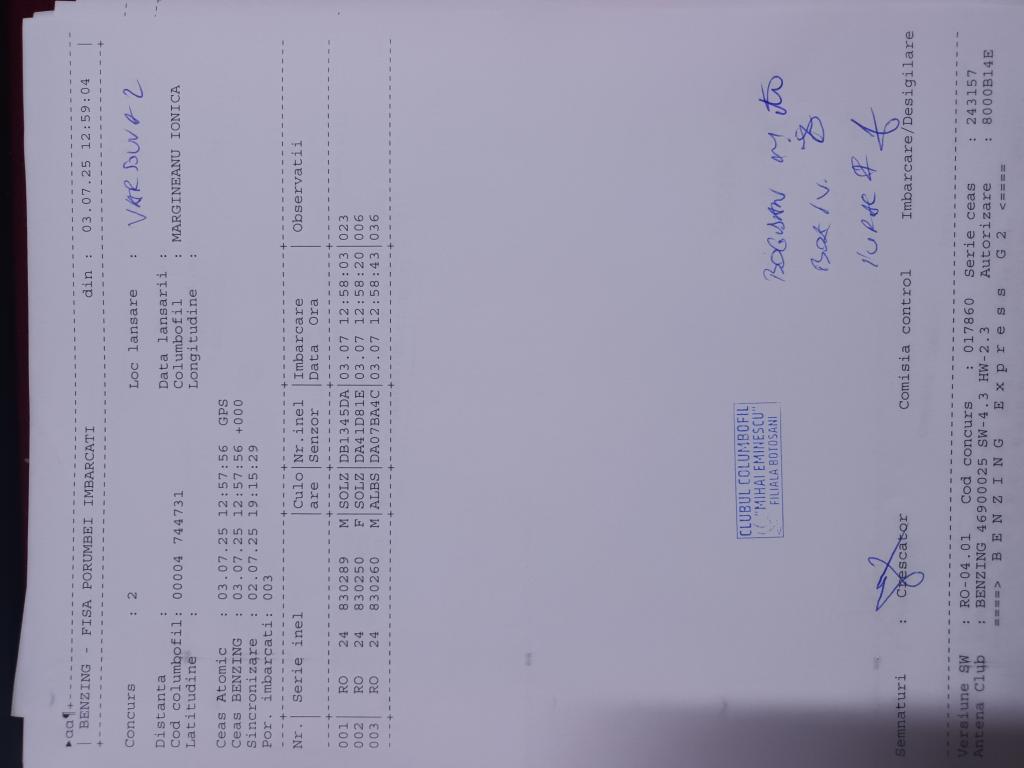 ►aa¶+-----------------------------------------------------------------------+
| BENZING - FISA PORUMBEI IMBARCATI din : 03.07.25 12:59:04 |
+-----------------------------------------------------------------------+
Concurs : 2 Loc lansare : VARSOVIA 2
Distanta : Data lansarii :
Cod columbofil: 00004 744731 Columbofil : MARGINEANU IONICA
Latitudine : Longitudine :
Ceas Atomic : 03.07.25 12:57:56 GPS
Ceas BENZING : 03.07.25 12:57:56 +000
Sincronizare : 02.07.25 19:15:29
Por. imbarcati: 003
Nr.| Serie inel |Culo|Nr.inel |Imbarcare | Observatii
| |are |Senzor |Data Ora |
001| RO 24 830289 M|SOLZ|DB1345DA|03.07 12:58:03|023
002| RO 24 830250 F|SOLZ|DA41D81E|03.07 12:58:20|006
003| RO 24 830260 M|ALBS|DA07BA4C|03.07 12:58:43|036
CLUBUL COLUMBOFIL
"MIHAI EMINESCU"
FILIALA BOTOSANI
Semnaturi : Crescator Comisia control Imbarcare/Desigilare
Versiune SW : RO-04.01 Cod concurs : 017860 Serie ceas : 243157
Antena Club : BENZING 46900025 SW-4.3 HW-2.3 Autorizare : 8000B14E
====> B E N Z I N G E x p r e s s G 2 <====